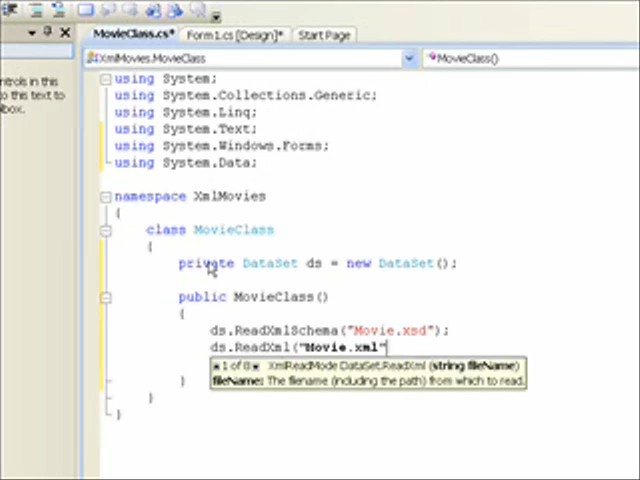 MovieClass.cs* Form1.cs [Design]* Start Page
XmlMovies.MovieClass MovieClass()
ntrols in this
o this text to
lbox.
using System;
using System.Collections.Generic;
using System.Linq;
using System.Text;
using System.Windows.Forms;
using System.Data;
namespace XmlMovies
{
class MovieClass
{
private DataSet ds = new DataSet();
public MovieClass()
{
ds.ReadXmlSchema("Movie.xsd");
ds.ReadXml("Movie.xml"
1 of 8 XmlReadMode DataSet.ReadXml (string fileName)
fileName: The filename (including the path) from which to read.
}
}
}